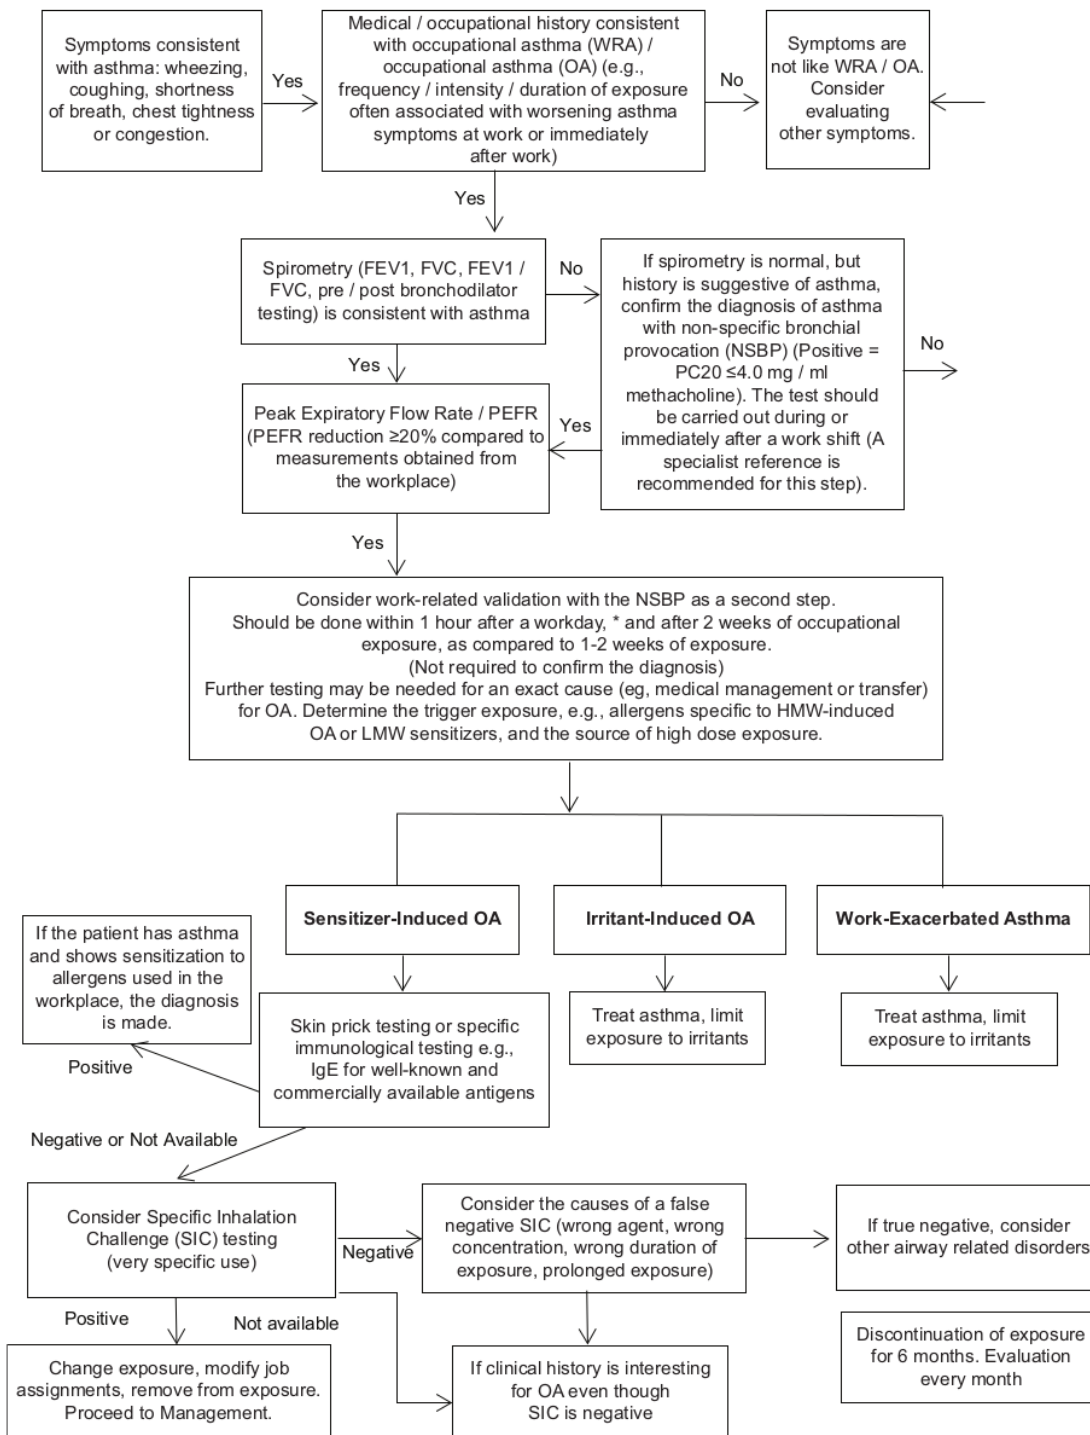 Symptoms consistent
with asthma: wheezing,
coughing, shortness
of breath, chest tightness
or congestion.
Yes
Medical / occupational history consistent
with occupational asthma (WRA) /
occupational asthma (OA) (e.g.,
frequency / intensity / duration of exposure
often associated with worsening asthma
symptoms at work or immediately
after work)
No
Symptoms are
not like WRA / OA.
Consider
evaluating
other symptoms.
Yes
Spirometry (FEV1, FVC, FEV1 /
FVC, pre / post bronchodilator
testing) is consistent with asthma
No
If spirometry is normal, but
history is suggestive of asthma,
confirm the diagnosis of asthma
with non-specific bronchial
provocation (NSBP) (Positive =
PC20 ≤4.0 mg / ml
methacholine). The test should
be carried out during or
immediately after a work shift (A
specialist reference is
recommended for this step).
No
Yes
Peak Expiratory Flow Rate / PEFR
(PEFR reduction ≥20% compared to
measurements obtained from
the workplace)
Yes
Yes
Consider work-related validation with the NSBP as a second step.
Should be done within 1 hour after a workday, * and after 2 weeks of occupational
exposure, as compared to 1-2 weeks of exposure.
(Not required to confirm the diagnosis)
Further testing may be needed for an exact cause (eg, medical management or transfer)
for OA. Determine the trigger exposure, e.g., allergens specific to HMW-induced
OA or LMW sensitizers, and the source of high dose exposure.
Sensitizer-Induced OA
Irritant-Induced OA
Work-Exacerbated Asthma
If the patient has asthma
and shows sensitization to
allergens used in the
workplace, the diagnosis
is made.
Skin prick testing or specific
immunological testing e.g.,
IgE for well-known and
commercially available antigens
Treat asthma, limit
exposure to irritants
Treat asthma, limit
exposure to irritants
Positive
Negative or Not Available
Consider Specific Inhalation
Challenge (SIC) testing
(very specific use)
Negative
Consider the causes of a false
negative SIC (wrong agent, wrong
concentration, wrong duration of
exposure, prolonged exposure)
If true negative, consider
other airway related disorders
Positive
Not available
Change exposure, modify job
assignments, remove from exposure.
Proceed to Management.
If clinical history is interesting
for OA even though
SIC is negative
Discontinuation of exposure
for 6 months. Evaluation
every month